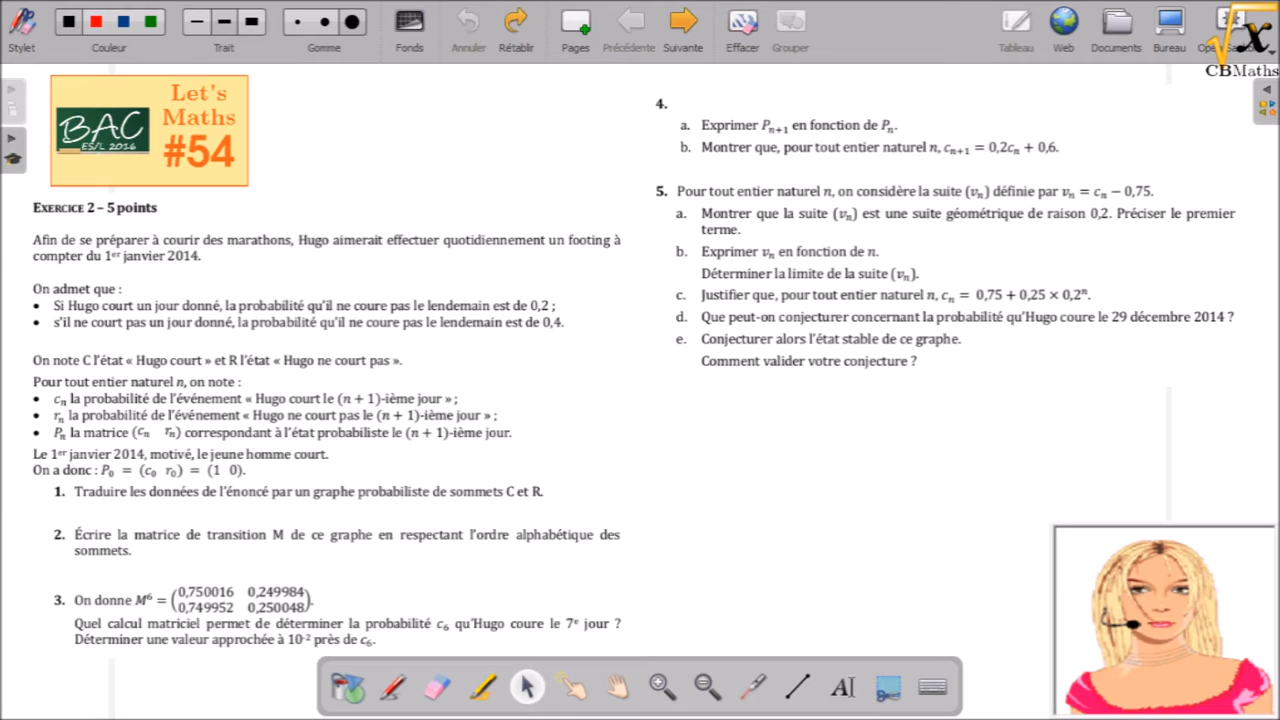 Stylet
Couleur
Trait
Gomme
Fonds
Annuler
Rétablir
Pages
Précédente
Suivante
Effacer
Grouper
Tableau
Web
Documents
Bureau
√x
CBMaths
BAC
ES/L 2016
Let's
Maths
#54
EXERCICE 2 – 5 points
Afin de se préparer à courir des marathons, Hugo aimerait effectuer quotidiennement un footing à
compter du 1er janvier 2014.
On admet que :
• Si Hugo court un jour donné, la probabilité qu'il ne coure pas le lendemain est de 0,2 ;
• s'il ne court pas un jour donné, la probabilité qu'il ne coure pas le lendemain est de 0,4.
On note C l'état « Hugo court » et R l'état « Hugo ne court pas ».
Pour tout entier naturel n, on note :
• cn la probabilité de l'événement « Hugo court le (n + 1)-ième jour » ;
• rn la probabilité de l'événement « Hugo ne court pas le (n + 1)-ième jour » ;
• Pn la matrice (cn rn) correspondant à l'état probabiliste le (n + 1)-ième jour.
Le 1er janvier 2014, motivé, le jeune homme court.
On a donc : P0 = (c0 r0) = (1 0).
1. Traduire les données de l'énoncé par un graphe probabiliste de sommets C et R.
2. Écrire la matrice de transition M de ce graphe en respectant l'ordre alphabétique des
sommets.
3. On donne M⁶ = (0,750016 0,249984
0,749952 0,250048).
Quel calcul matriciel permet de déterminer la probabilité c6 qu'Hugo coure le 7e jour ?
Déterminer une valeur approchée à 10-2 près de c6.
4.
a. Exprimer Pn+1 en fonction de Pn.
b. Montrer que, pour tout entier naturel n, cn+1 = 0,2cn + 0,6.
5. Pour tout entier naturel n, on considère la suite (vn) définie par vn = cn − 0,75.
a. Montrer que la suite (vn) est une suite géométrique de raison 0,2. Préciser le premier
terme.
b. Exprimer vn en fonction de n.
Déterminer la limite de la suite (vn).
c. Justifier que, pour tout entier naturel n, cn = 0,75 + 0,25 × 0,2ⁿ.
d. Que peut-on conjecturer concernant la probabilité qu'Hugo coure le 29 décembre 2014 ?
e. Conjecturer alors l'état stable de ce graphe.
Comment valider votre conjecture ?
AI